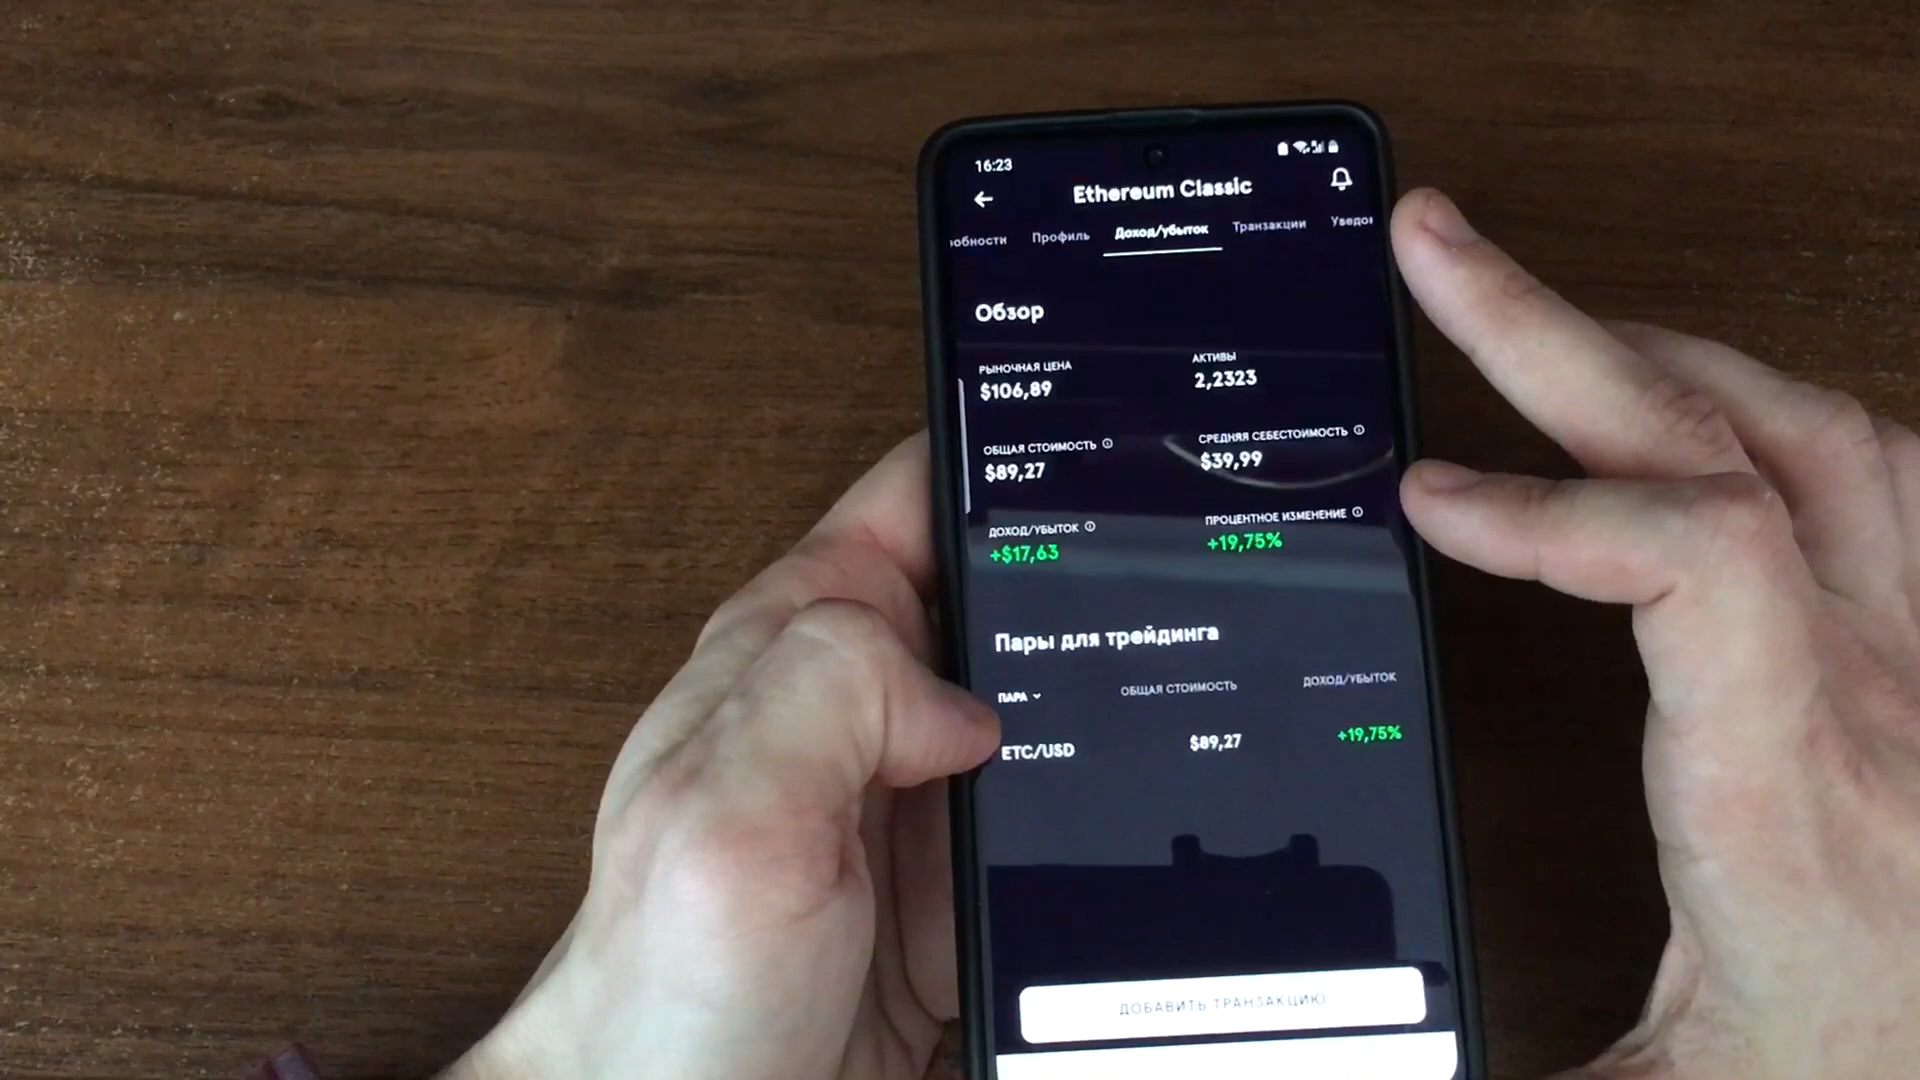 16:23
Ethereum Classic
обности Профиль Доход/убыток Транзакции Уведо
Обзор
РЫНОЧНАЯ ЦЕНА АКТИВЫ
$106,89 2,2323
ОБЩАЯ СТОИМОСТЬ СРЕДНЯЯ СЕБЕСТОИМОСТЬ
$89,27 $39,99
ДОХОД/УБЫТОК ПРОЦЕНТНОЕ ИЗМЕНЕНИЕ
+$17,63 +19,75%
Пары для трейдинга
ПАРА ОБЩАЯ СТОИМОСТЬ ДОХОД/УБЫТОК
ETC/USD $89,27 +19,75%
ДОБАВИТЬ ТРАНЗАКЦИЮ